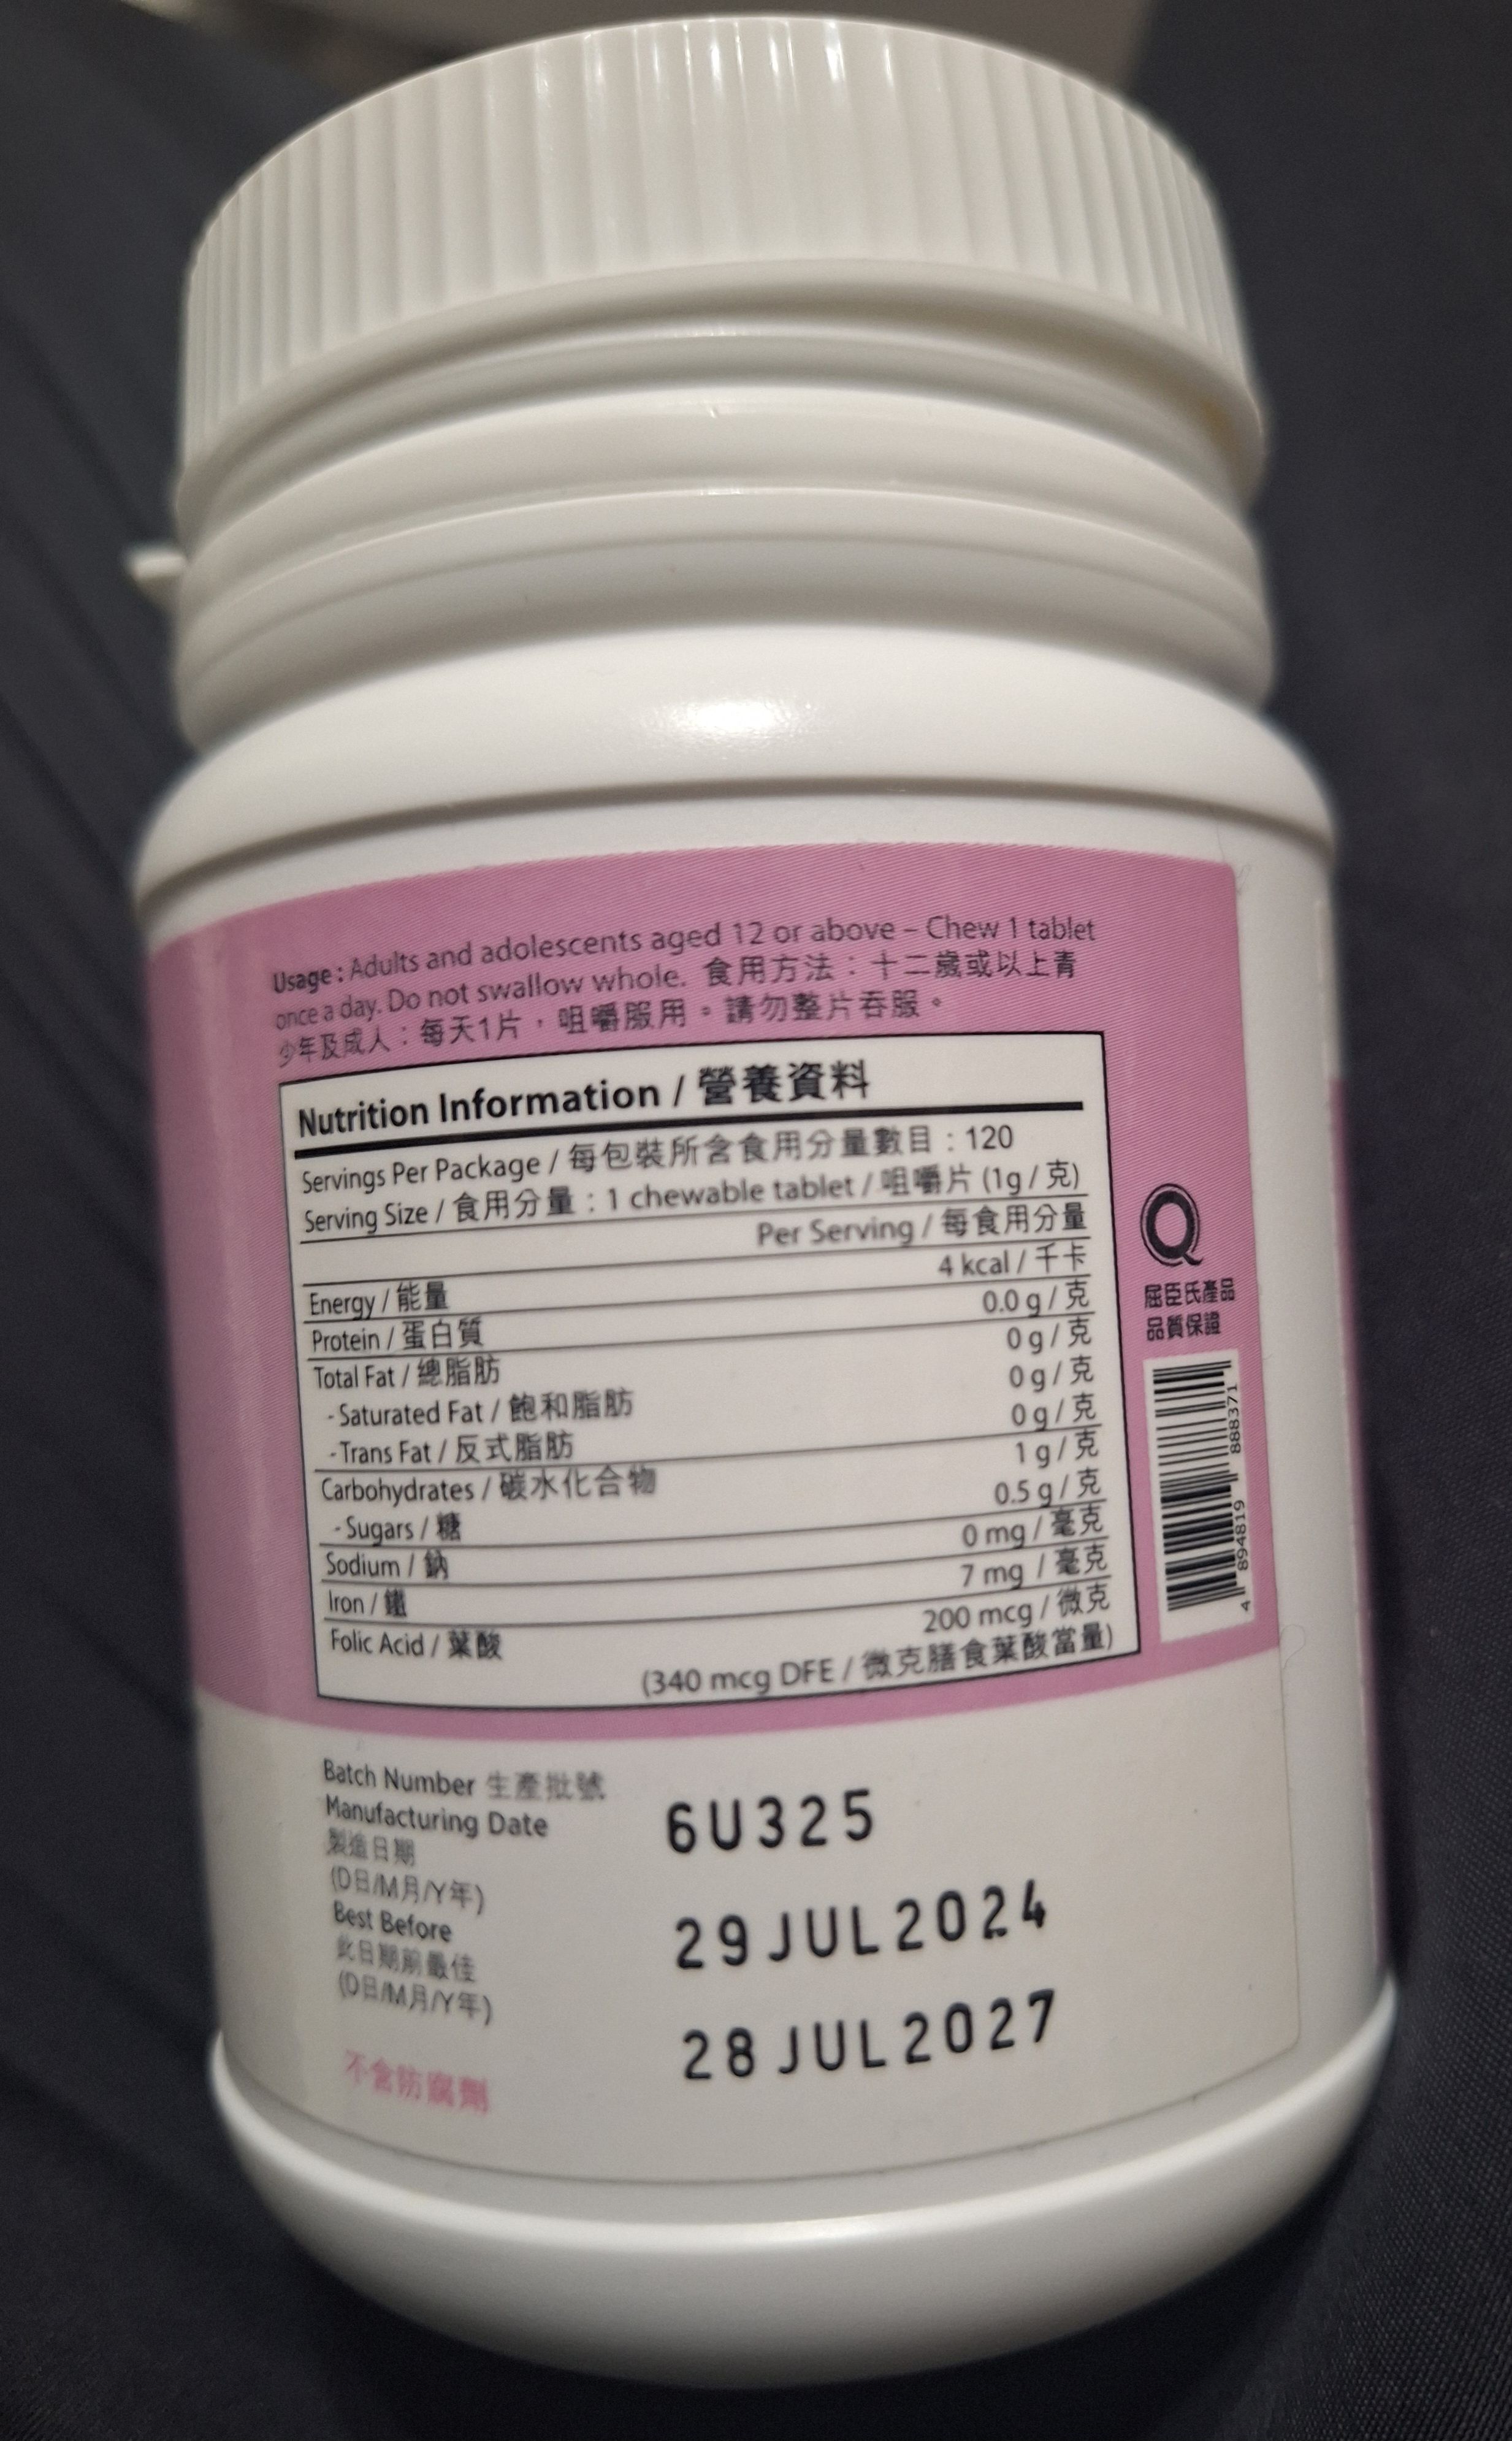 Usage : Adults and adolescents aged 12 or above – Chew 1 tablet
once a day. Do not swallow whole. 食用方法：十二歲或以上青
少年及成人：每天1片，咀嚼服用。請勿整片吞服。
Nutrition Information / 營養資料
Servings Per Package / 每包裝所含食用分量數目：120
Serving Size / 食用分量：1 chewable tablet / 咀嚼片 (1g / 克)
Per Serving / 每食用分量
Energy / 能量 4 kcal / 千卡
Protein / 蛋白質 0.0 g / 克
Total Fat / 總脂肪 0 g / 克
- Saturated Fat / 飽和脂肪 0 g / 克
- Trans Fat / 反式脂肪 0 g / 克
Carbohydrates / 碳水化合物 1 g / 克
- Sugars / 糖 0.5 g / 克
Sodium / 鈉 0 mg / 毫克
Iron / 鐵 7 mg / 毫克
Folic Acid / 葉酸 200 mcg / 微克
(340 mcg DFE / 微克膳食葉酸當量)
Q
屈臣氏產品
品質保證
4 894819 888371
Batch Number 生產批號 6U325
Manufacturing Date
製造日期
(D日/M月/Y年) 29 JUL 2024
Best Before
此日期前最佳
(D日/M月/Y年) 28 JUL 2027
不含防腐劑